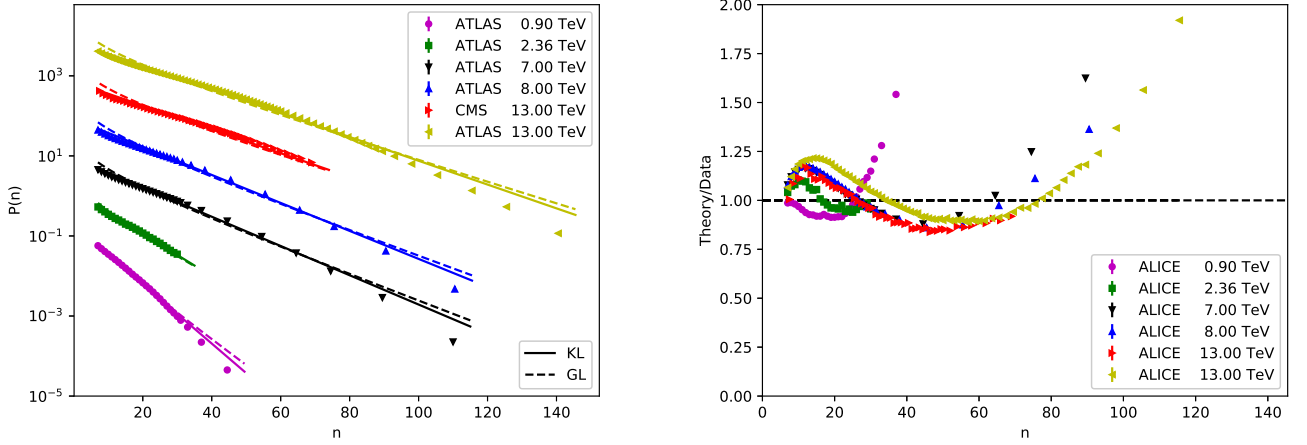 P(n)
10³
10¹
10⁻¹
10⁻³
10⁻⁵
20 40 60 80 100 120 140
n
ATLAS 0.90 TeV
ATLAS 2.36 TeV
ATLAS 7.00 TeV
ATLAS 8.00 TeV
CMS 13.00 TeV
ATLAS 13.00 TeV
KL
GL
Theory/Data
2.00
1.75
1.50
1.25
1.00
0.75
0.50
0.25
0.00
0 20 40 60 80 100 120 140
n
ALICE 0.90 TeV
ALICE 2.36 TeV
ALICE 7.00 TeV
ALICE 8.00 TeV
ALICE 13.00 TeV
ALICE 13.00 TeV